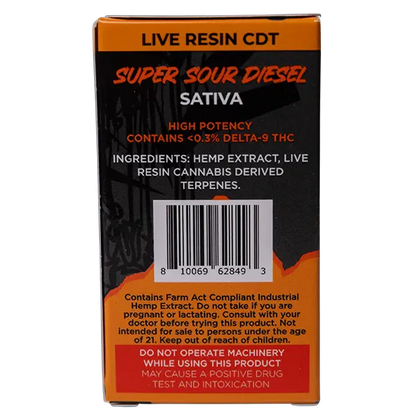 LIVE RESIN CDT
SUPER SOUR DIESEL
SATIVA
HIGH POTENCY
CONTAINS <0.3% DELTA-9 THC
INGREDIENTS: HEMP EXTRACT, LIVE
RESIN CANNABIS DERIVED
TERPENES.
8 10069 62849 3
Contains Farm Act Compliant Industrial
Hemp Extract. Do not take if you are
pregnant or lactating. Consult with your
doctor before trying this product. Not
intended for sale to persons under the age
of 21. Keep out of reach of children.
DO NOT OPERATE MACHINERY
WHILE USING THIS PRODUCT
MAY CAUSE A POSITIVE DRUG
TEST AND INTOXICATION